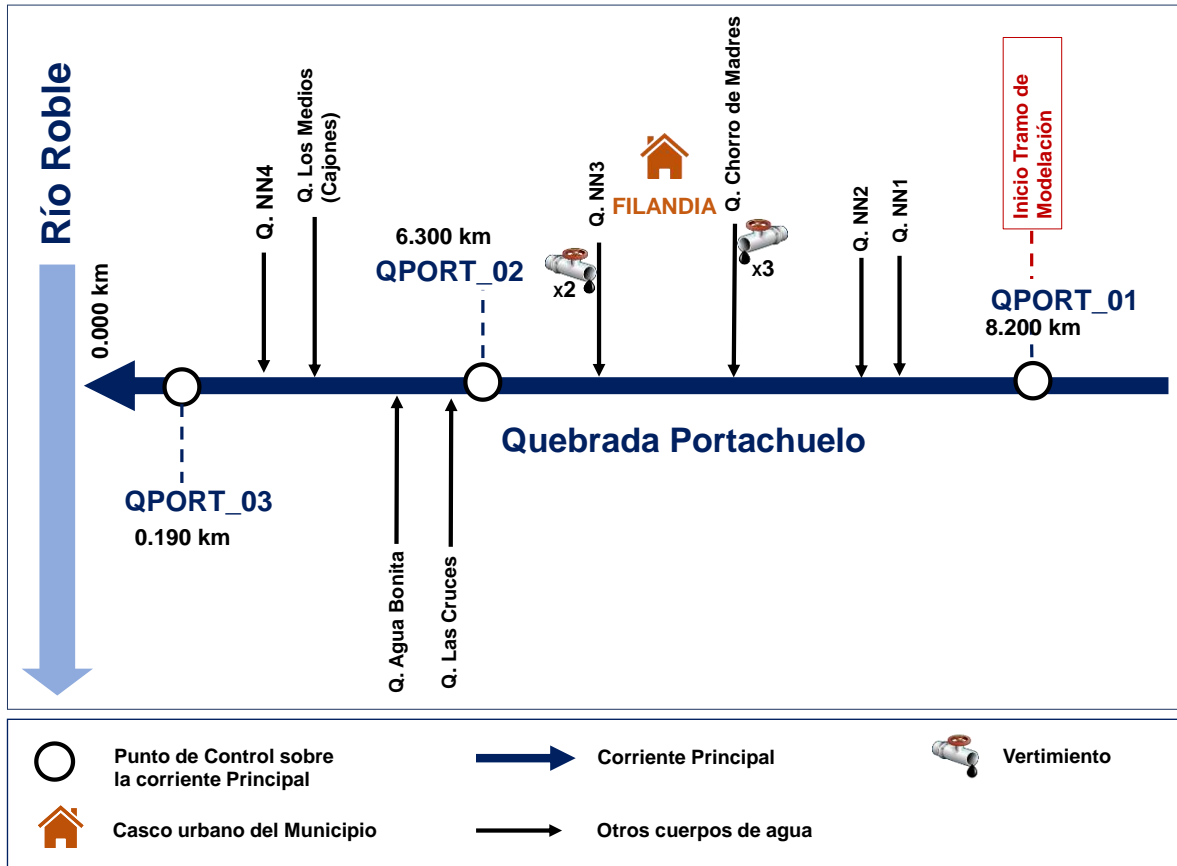 Río Roble
0.000 km
Q. NN4
Q. Los Medios
(Cajones)
6.300 km
QPORT_02
x2
Q. NN3
FILANDIA
Q. Chorro de Madres
x3
Q. NN2
Q. NN1
Inicio Tramo de
Modelación
QPORT_01
8.200 km
Quebrada Portachuelo
QPORT_03
0.190 km
Q. Agua Bonita
Q. Las Cruces
Punto de Control sobre
la corriente Principal
Corriente Principal
Vertimiento
Casco urbano del Municipio
Otros cuerpos de agua